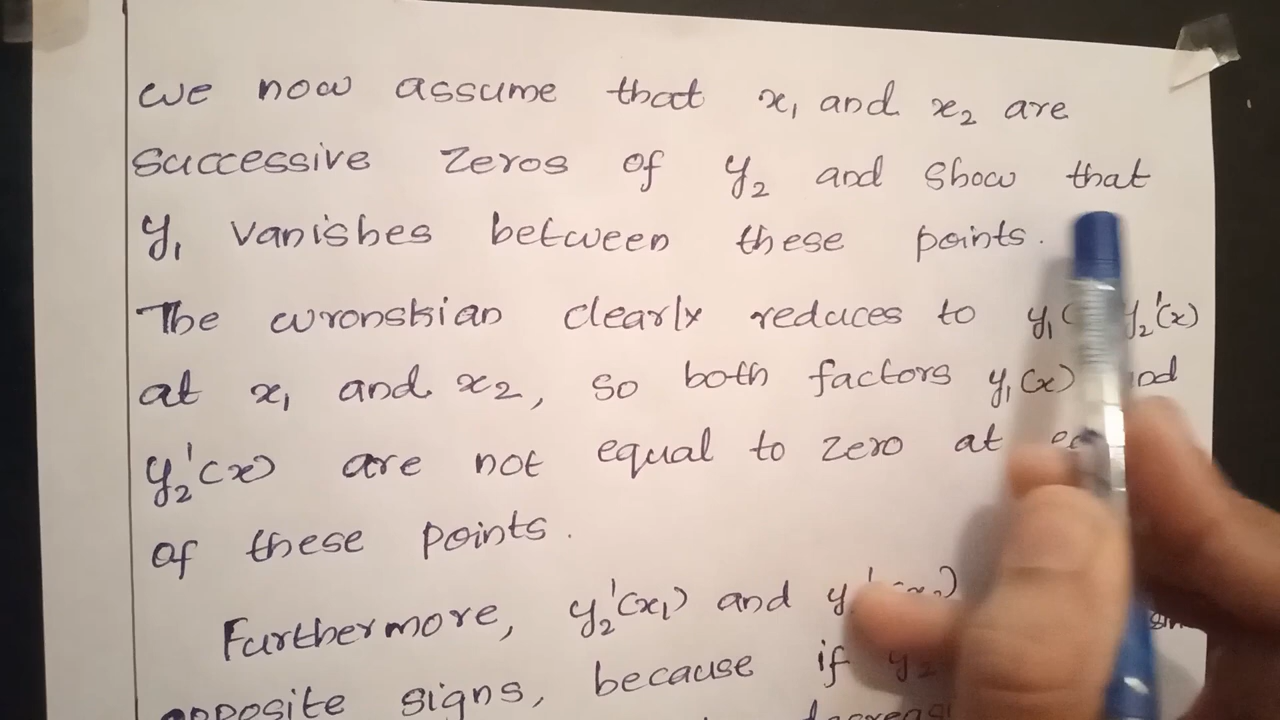 we now assume that x₁ and x₂ are
successive zeros of y₂ and show that
y₁ vanishes between these points.
The wronskian clearly reduces to y₁( y₂'(x)
at x₁ and x₂, so both factors y₁(x)
y₂'(x) are not equal to zero at
of these points.
Furthermore, y₂'(x₁) and
opposite signs, because if y₂